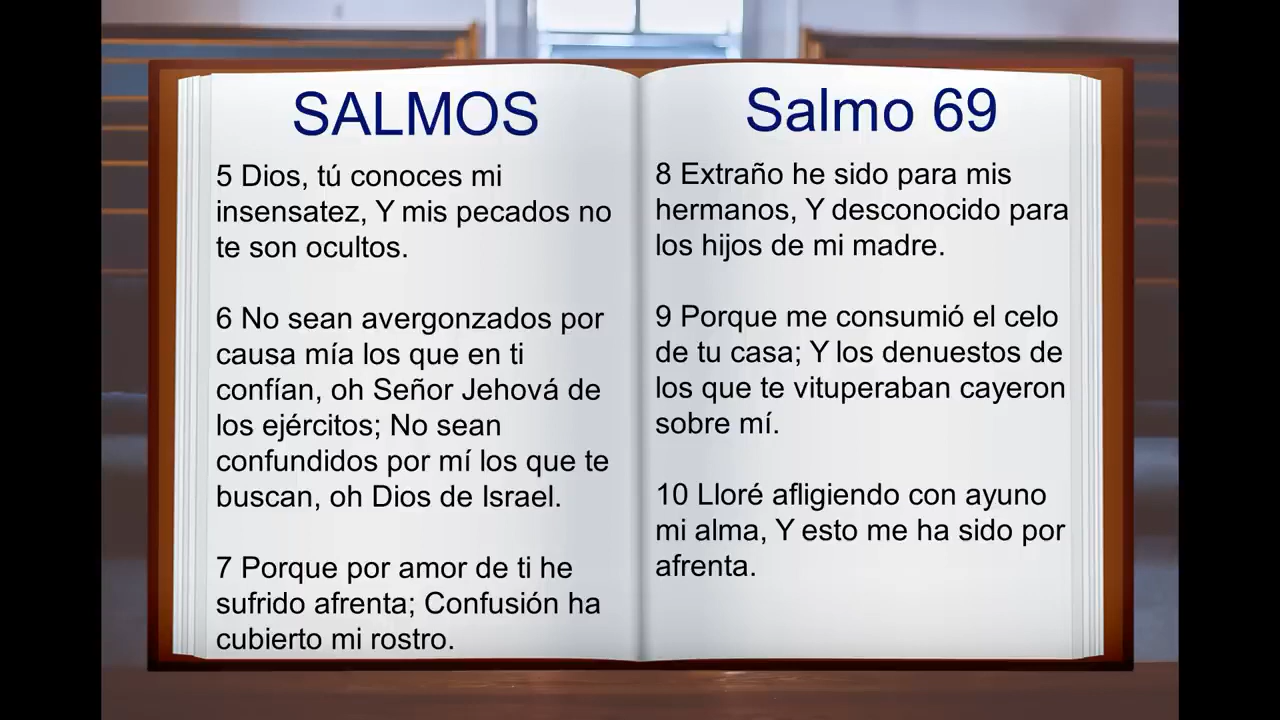 SALMOS
5 Dios, tú conoces mi
insensatez, Y mis pecados no
te son ocultos.
6 No sean avergonzados por
causa mía los que en ti
confían, oh Señor Jehová de
los ejércitos; No sean
confundidos por mí los que te
buscan, oh Dios de Israel.
7 Porque por amor de ti he
sufrido afrenta; Confusión ha
cubierto mi rostro.
Salmo 69
8 Extraño he sido para mis
hermanos, Y desconocido para
los hijos de mi madre.
9 Porque me consumió el celo
de tu casa; Y los denuestos de
los que te vituperaban cayeron
sobre mí.
10 Lloré afligiendo con ayuno
mi alma, Y esto me ha sido por
afrenta.